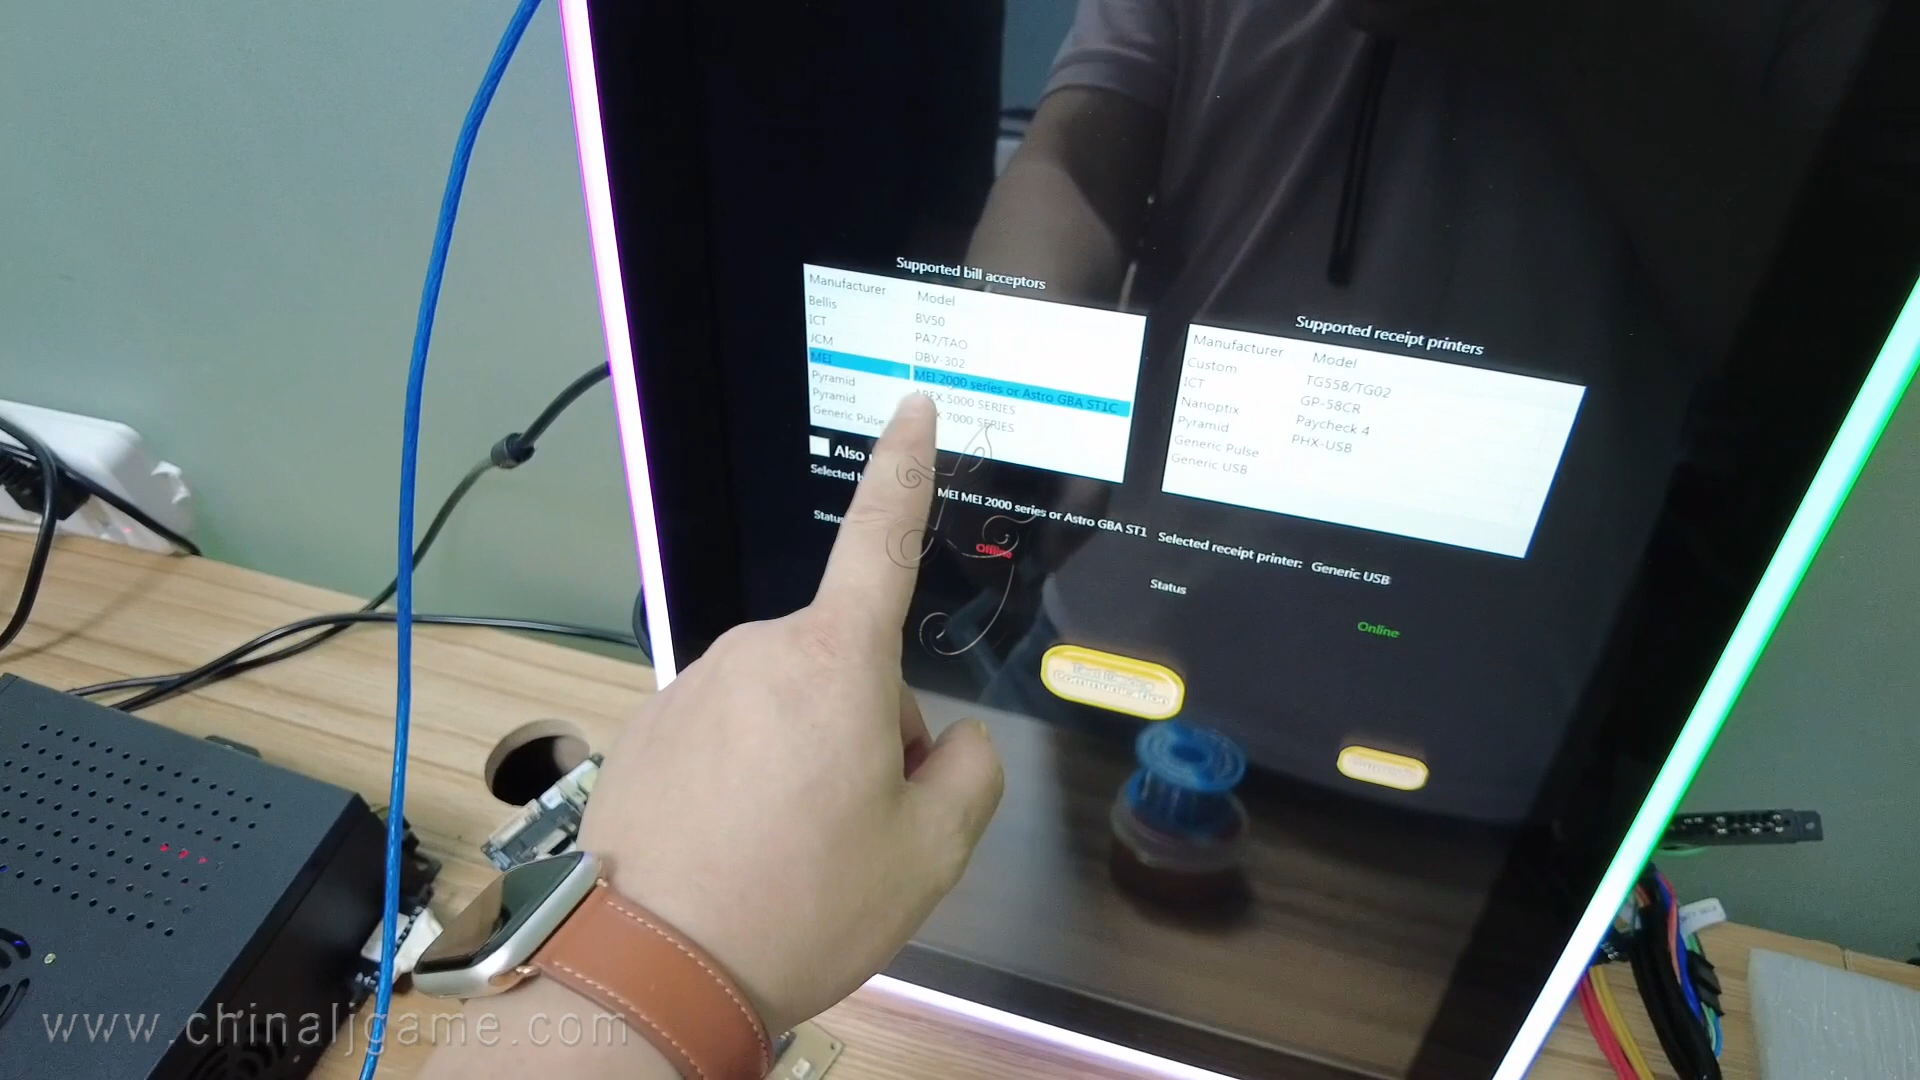 Supported bill acceptors
Manufacturer Model
Bellis BV50
ICT PA7/TAO
JCM DBV-302
MEI MEI 2000 series or Astro GBA ST1C
Pyramid APEX 5000 SERIES
Pyramid 7000 SERIES
Generic Pulse
Also
Selected MEI MEI 2000 series or Astro GBA ST1
Status
Offline
Supported receipt printers
Manufacturer Model
Custom TG558/TG02
ICT GP-58CR
Nanoptix Paycheck 4
Pyramid PHX-USB
Generic Pulse
Generic USB
Selected receipt printer: Generic USB
Status
Online
communication
www.chinaljgame.com